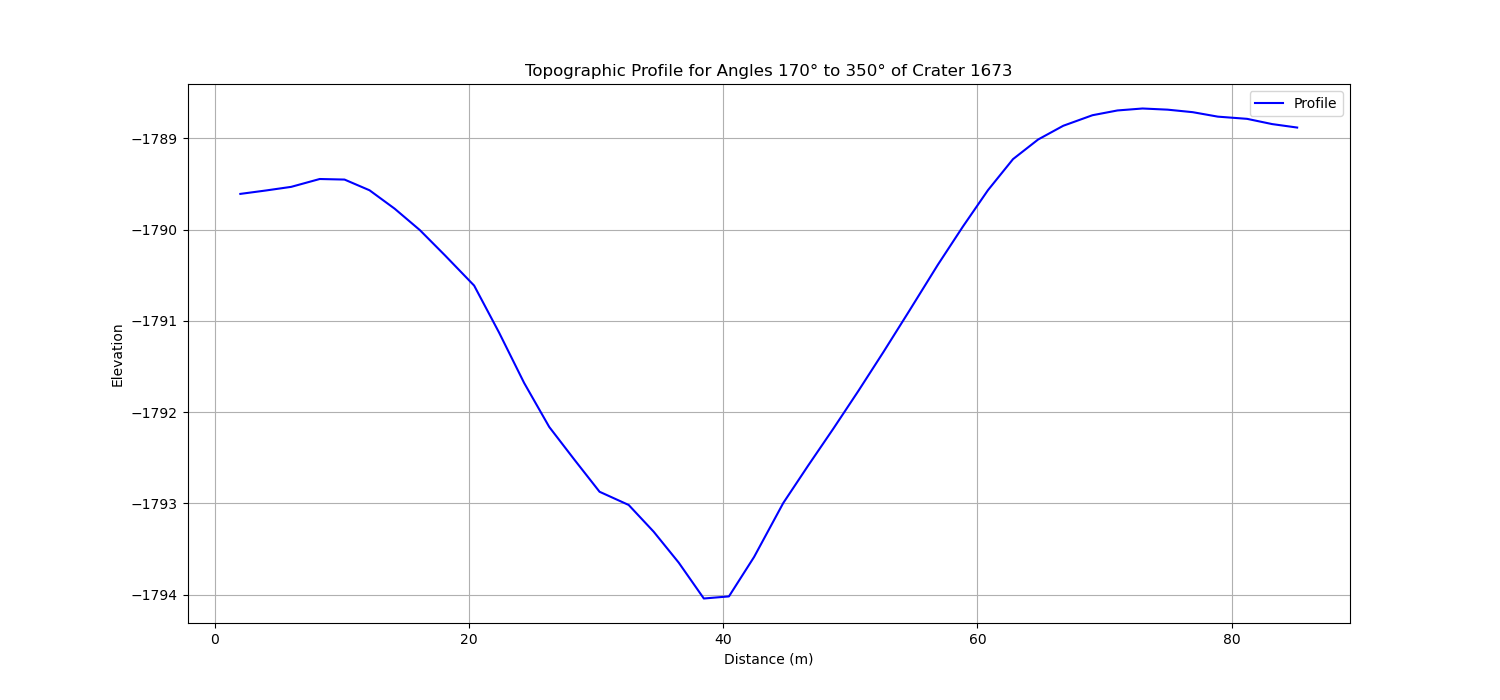 Topographic Profile for Angles 170° to 350° of Crater 1673
Profile
−1789
−1790
−1791
−1792
−1793
−1794
Elevation
0 20 40 60 80
Distance (m)